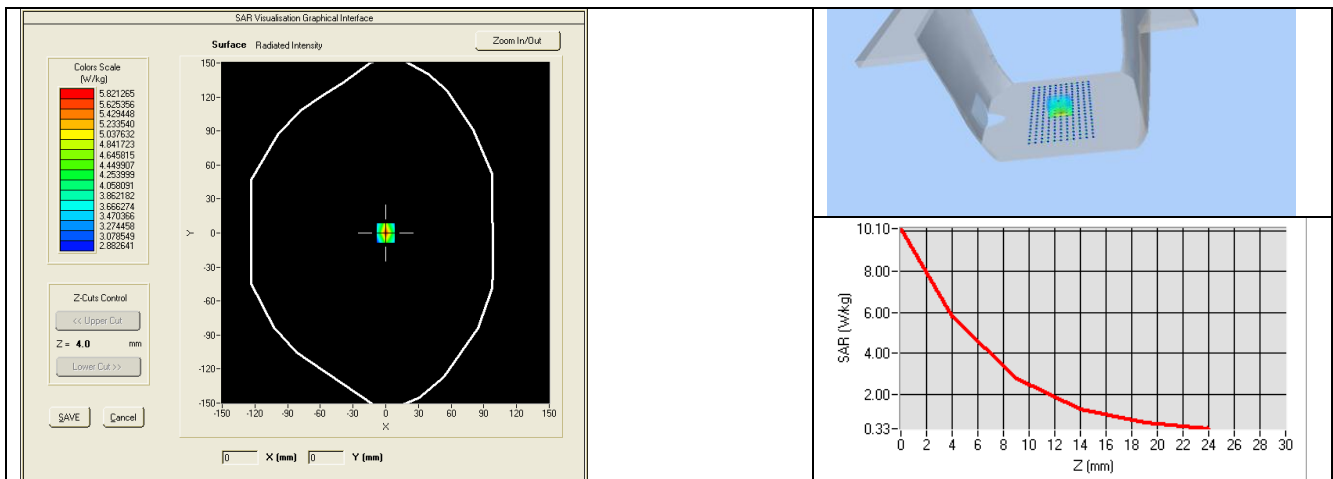 SAR Visualisation Graphical Interface
Surface Radiated Intensity
Zoom In/Out
Colors Scale
(W/kg)
5.821265
5.625356
5.429448
5.233540
5.037632
4.841723
4.645815
4.449907
4.253999
4.058091
3.862182
3.666274
3.470366
3.274458
3.078549
2.882641
Z-Cuts Control
<< Upper Cut
Z = 4.0 mm
Lower Cut >>
SAVE Cancel
150-
120-
90-
60-
30-
0-
-30-
-60-
-90-
-120-
-150-
Y
-150 -120 -90 -60 -30 0 30 60 90 120 150
X
0 X (mm) 0 Y (mm)
10.10-
8.00-
6.00-
4.00-
2.00-
0.33-
SAR (W/kg)
0 2 4 6 8 10 12 14 16 18 20 22 24 26 28 30
Z (mm)